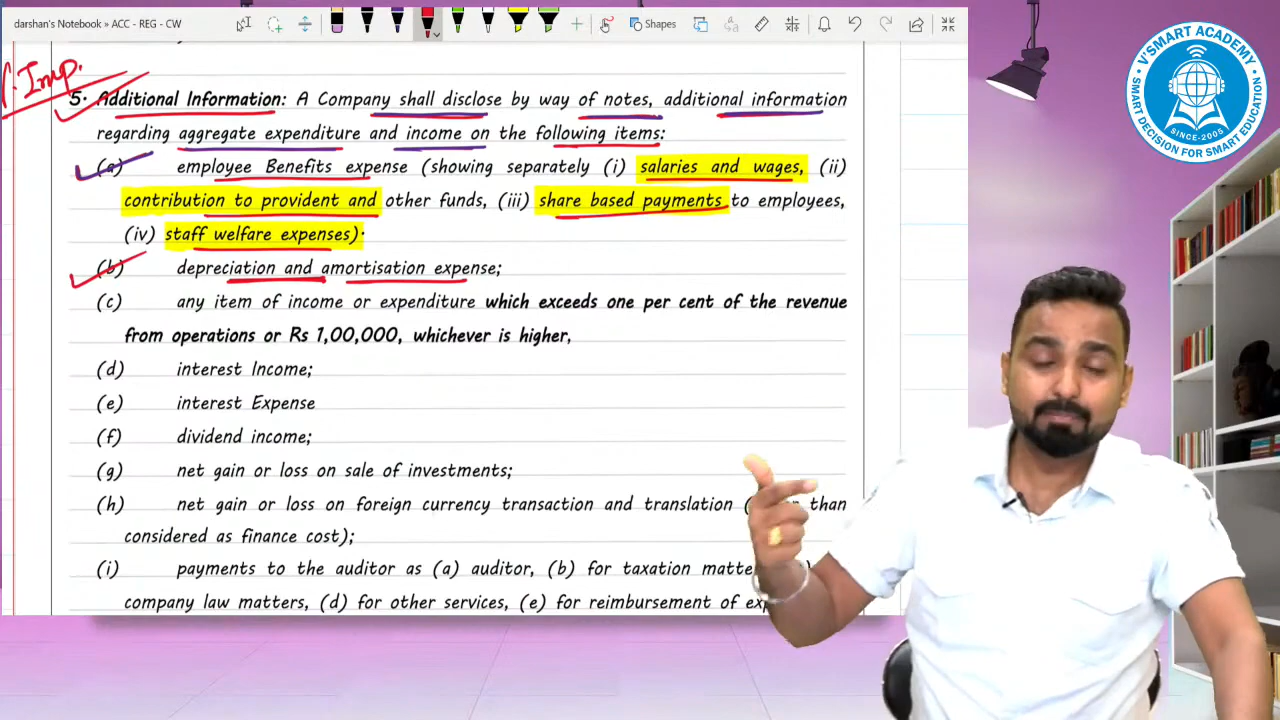 darshan's Notebook » ACC - REG - CW
Shapes
V. Imp.
5. Additional Information: A Company shall disclose by way of notes, additional information
regarding aggregate expenditure and income on the following items:
(a) employee Benefits expense (showing separately (i) salaries and wages, (ii)
contribution to provident and other funds, (iii) share based payments to employees,
(iv) staff welfare expenses).
(b) depreciation and amortisation expense;
(c) any item of income or expenditure which exceeds one per cent of the revenue
from operations or Rs 1,00,000, whichever is higher,
(d) interest Income;
(e) interest Expense
(f) dividend income;
(g) net gain or loss on sale of investments;
(h) net gain or loss on foreign currency transaction and translation than
considered as finance cost);
(i) payments to the auditor as (a) auditor, (b) for taxation
company law matters, (d) for other services, (e) for reimbursement of
V'SMART ACADEMY
SINCE-2005
SMART DECISION FOR SMART EDUCATION